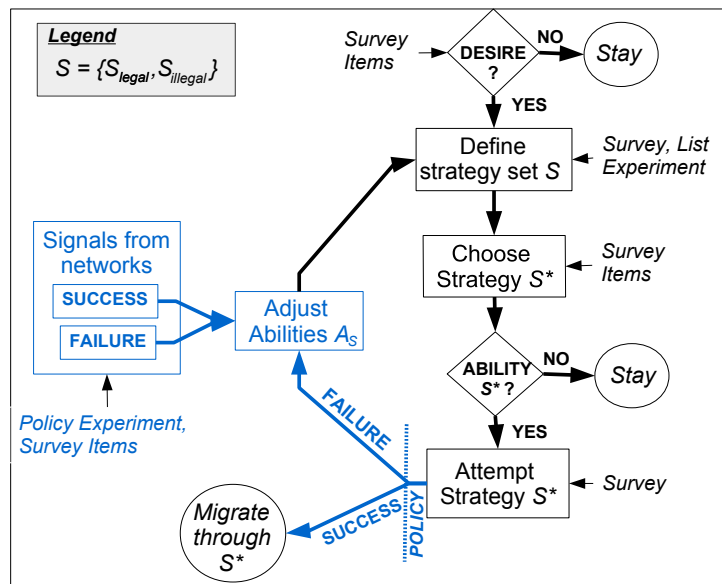 Legend
S = {S_legal, S_illegal}
Survey
Items
DESIRE
?
NO
Stay
YES
Define
strategy set S
Survey, List
Experiment
Signals from
networks
SUCCESS
FAILURE
Adjust
Abilities A_S
Choose
Strategy S*
Survey
Items
ABILITY
S* ?
NO
Stay
YES
Policy Experiment,
Survey Items
FAILURE
Attempt
Strategy S*
Survey
POLICY
SUCCESS
Migrate
through
S*